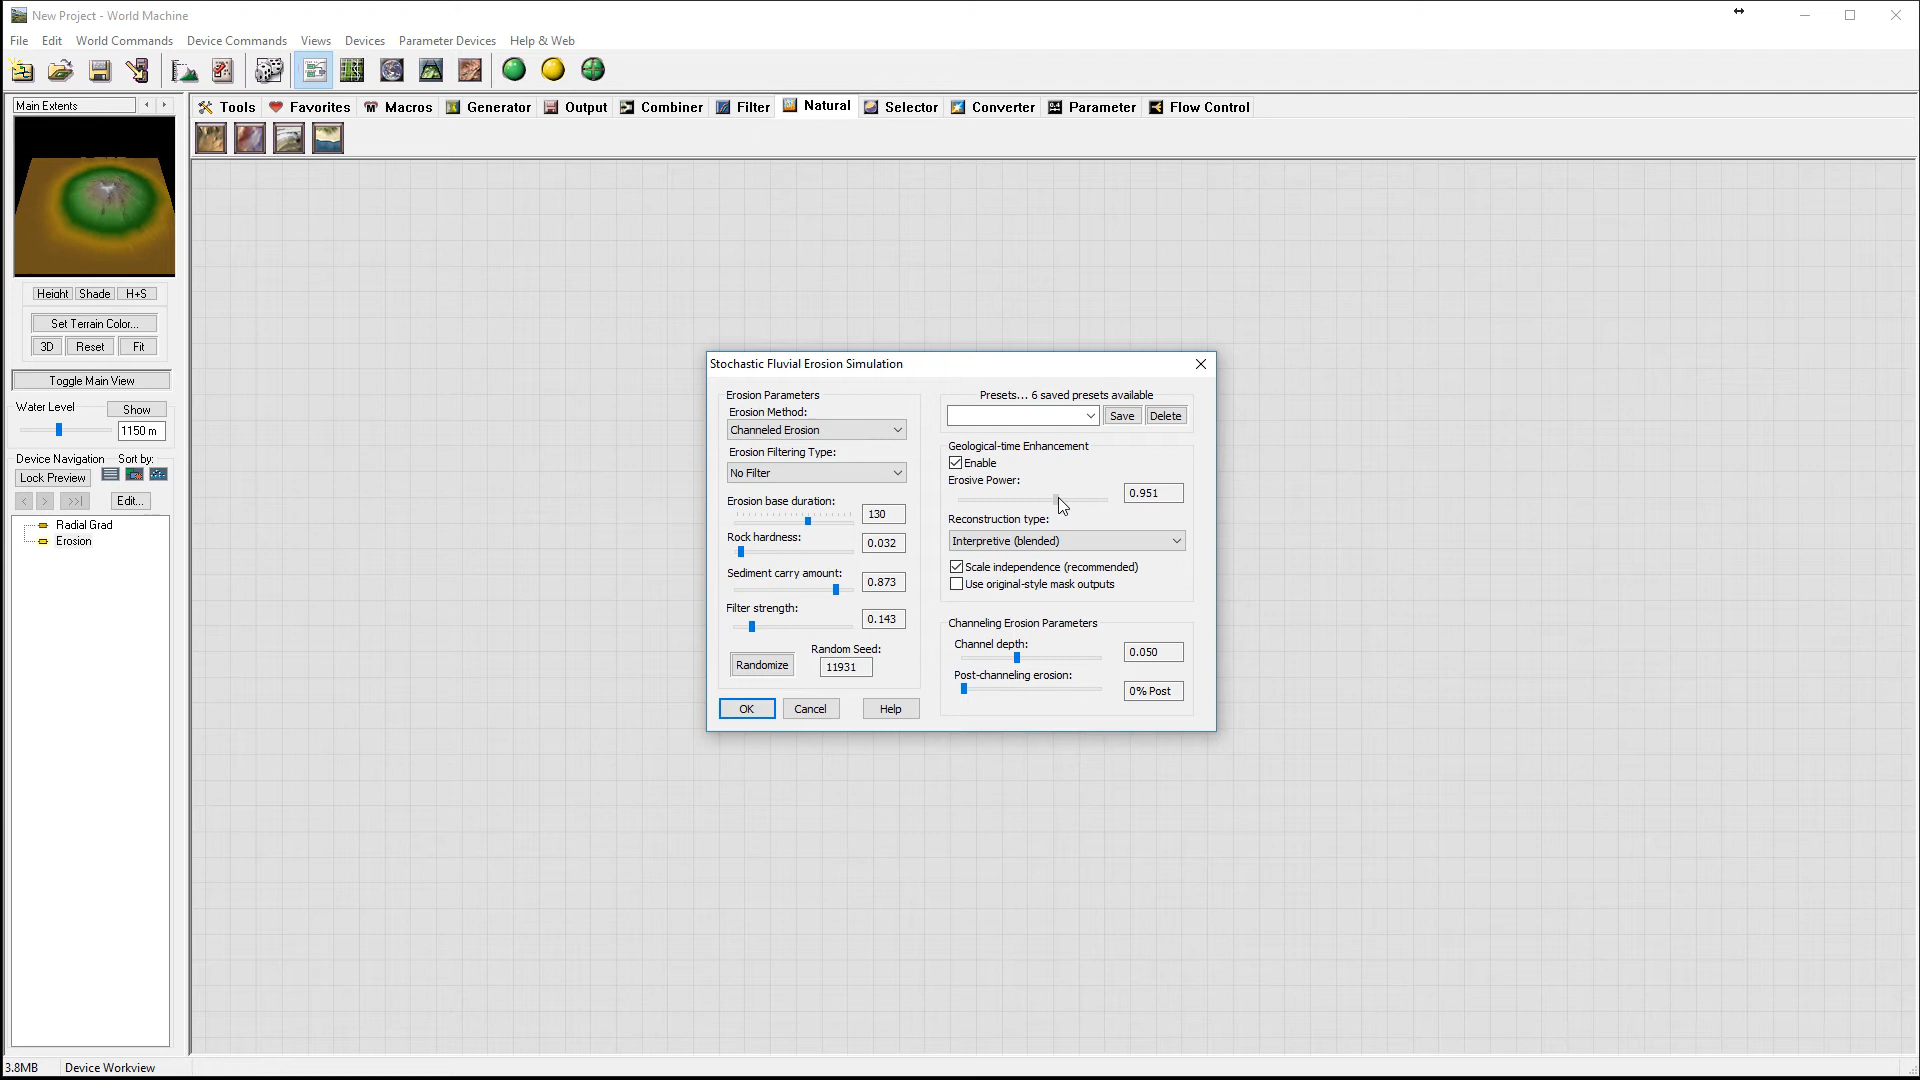 New Project - World Machine
File Edit World Commands Device Commands Views Devices Parameter Devices Help & Web
Main Extents
Tools Favorites Macros Generator Output Combiner Filter Natural Selector Converter Parameter Flow Control
Height Shade H+S
Set Terrain Color...
3D Reset Fit
Toggle Main View
Water Level Show
1150 m
Device Navigation Sort by:
Lock Preview
< > >>| Edit...
Radial Grad
Erosion
Stochastic Fluvial Erosion Simulation
Erosion Parameters
Erosion Method:
Channeled Erosion
Erosion Filtering Type:
No Filter
Erosion base duration:
130
Rock hardness:
0.032
Sediment carry amount:
0.873
Filter strength:
0.143
Random Seed:
Randomize 11931
OK Cancel Help
Presets... 6 saved presets available
Save Delete
Geological-time Enhancement
Enable
Erosive Power:
0.951
Reconstruction type:
Interpretive (blended)
Scale independence (recommended)
Use original-style mask outputs
Channeling Erosion Parameters
Channel depth:
0.050
Post-channeling erosion:
0% Post
3.8MB Device Workview